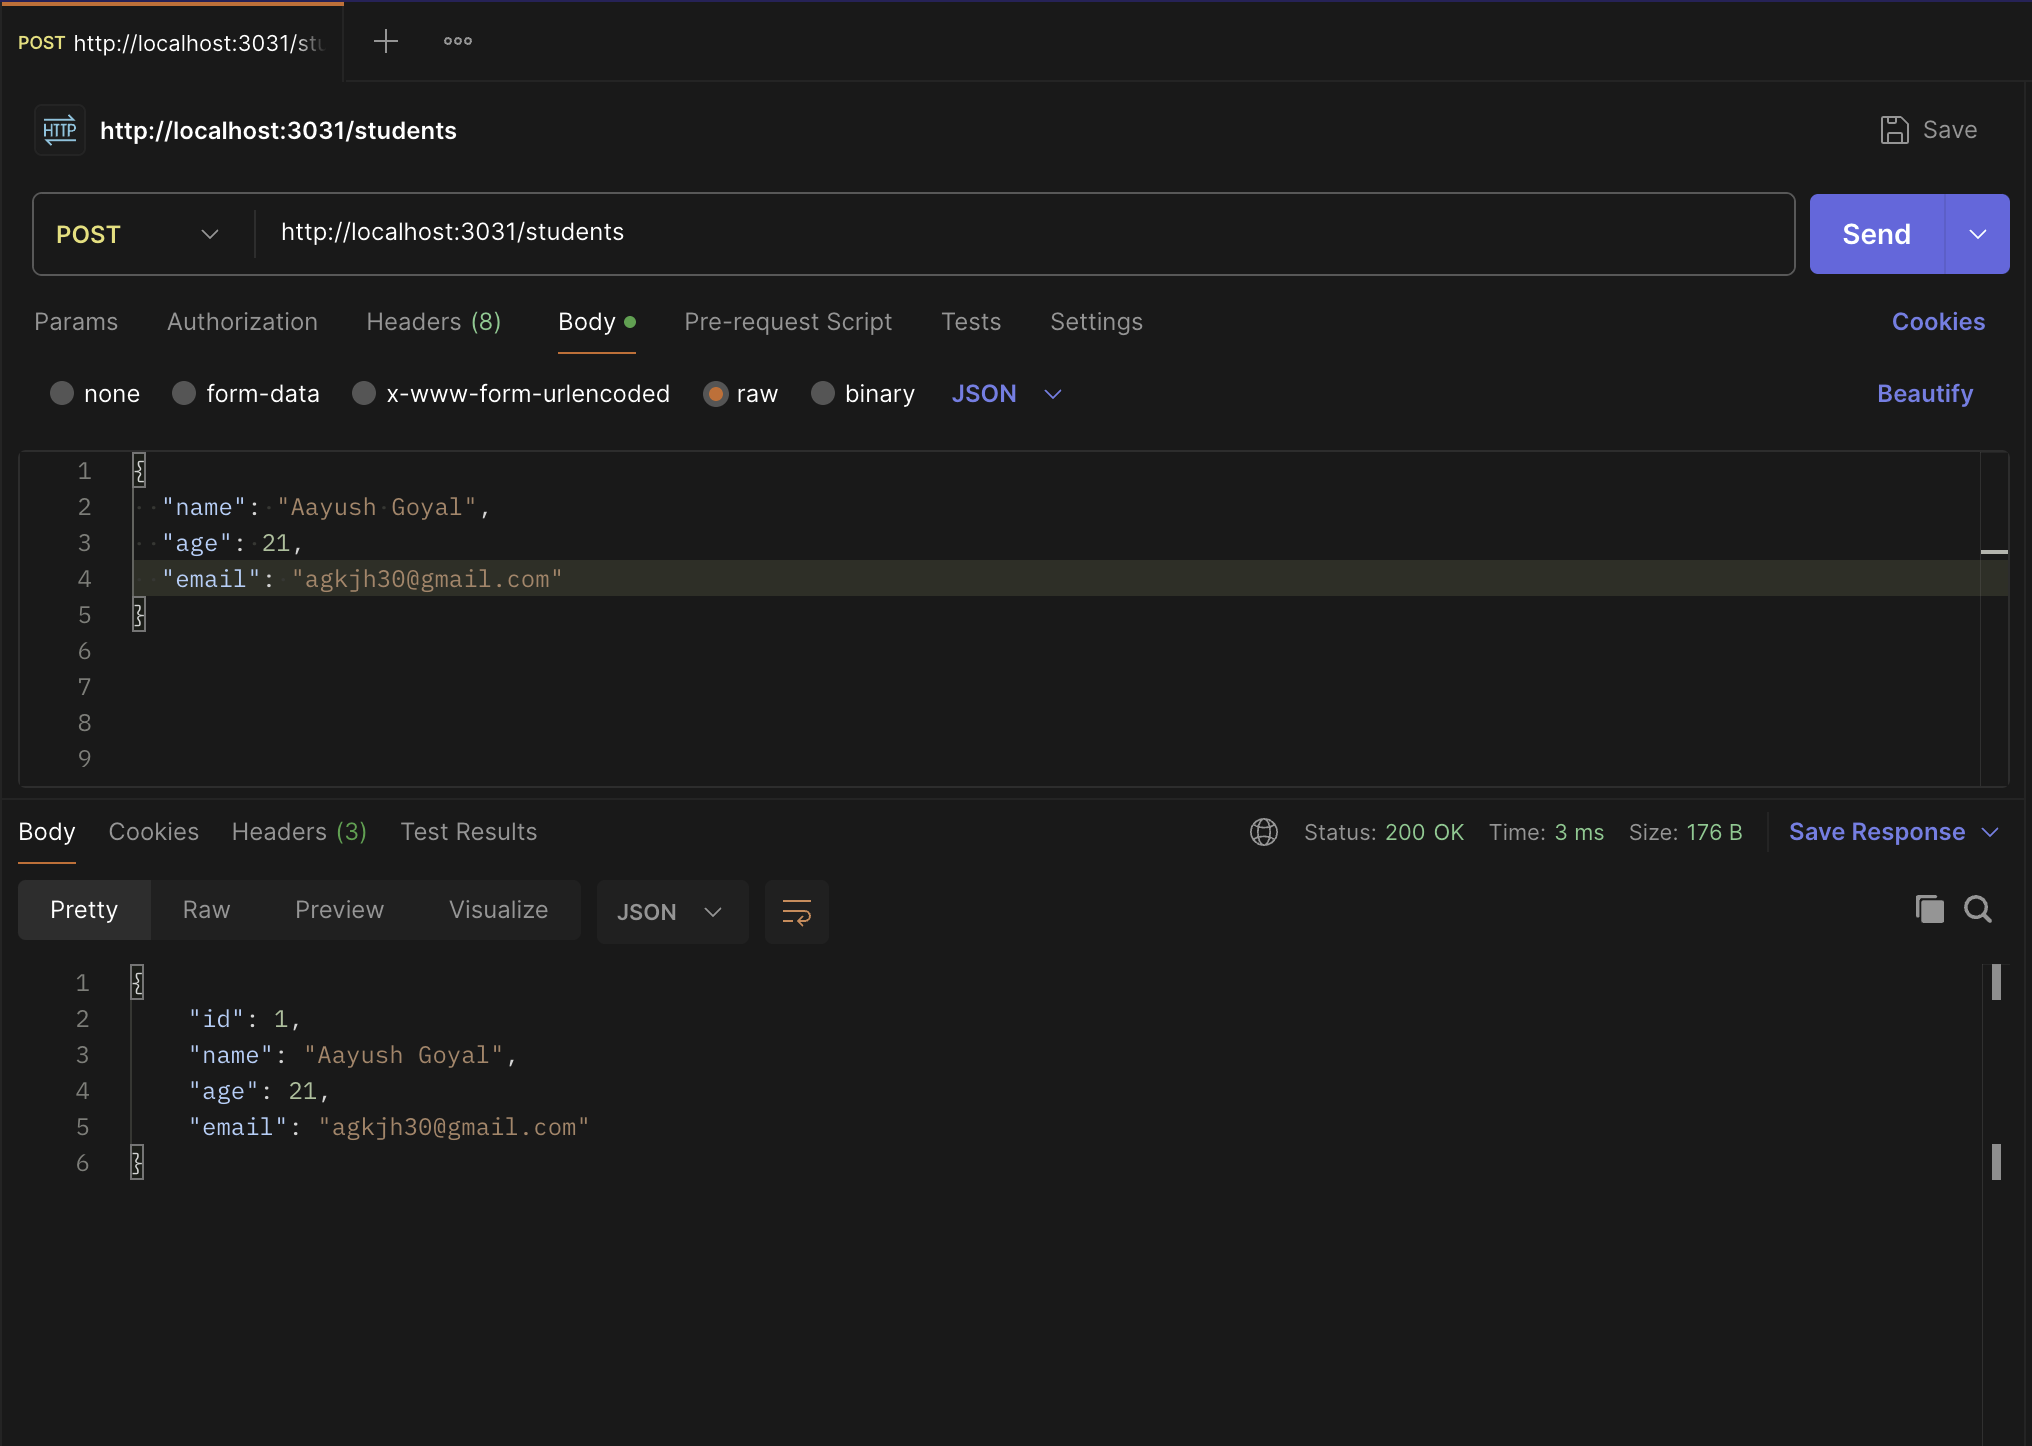 POST http://localhost:3031/stu
HTTP http://localhost:3031/students
Save
POST http://localhost:3031/students
Send
Params Authorization Headers (8) Body Pre-request Script Tests Settings Cookies
none form-data x-www-form-urlencoded raw binary JSON Beautify
1 {
2 "name": "Aayush Goyal",
3 "age": 21,
4 "email": "agkjh30@gmail.com"
5 }
6
7
8
9
Body Cookies Headers (3) Test Results Status: 200 OK Time: 3 ms Size: 176 B Save Response
Pretty Raw Preview Visualize JSON
1 {
2 "id": 1,
3 "name": "Aayush Goyal",
4 "age": 21,
5 "email": "agkjh30@gmail.com"
6 }